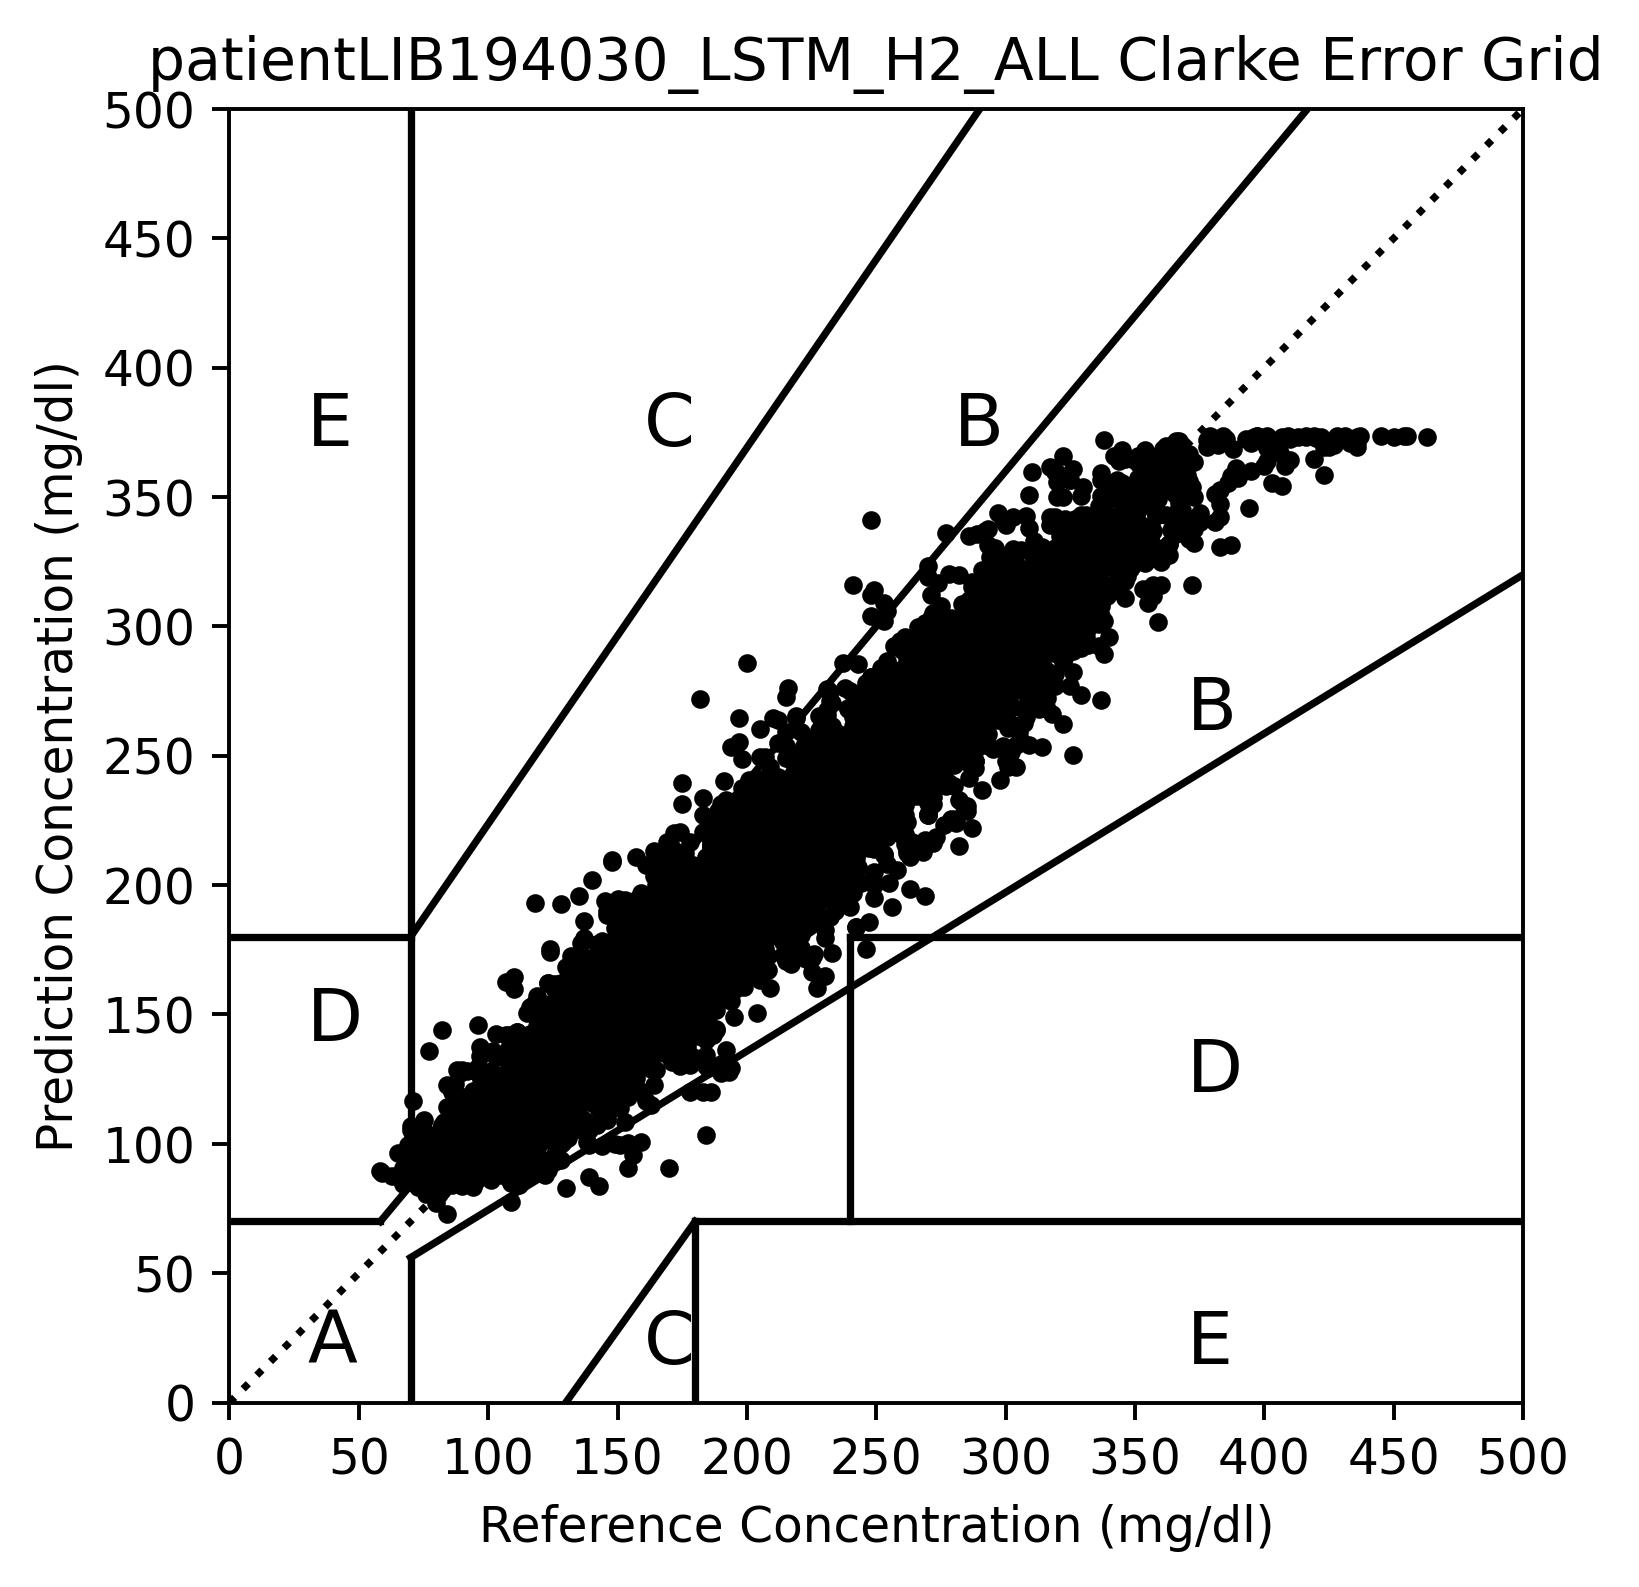 patientLIB194030_LSTM_H2_ALL Clarke Error Grid
500
450
400
350
300
250
200
150
100
50
0
Prediction Concentration (mg/dl)
E
C
B
B
D
D
A
C
E
0 50 100 150 200 250 300 350 400 450 500
Reference Concentration (mg/dl)